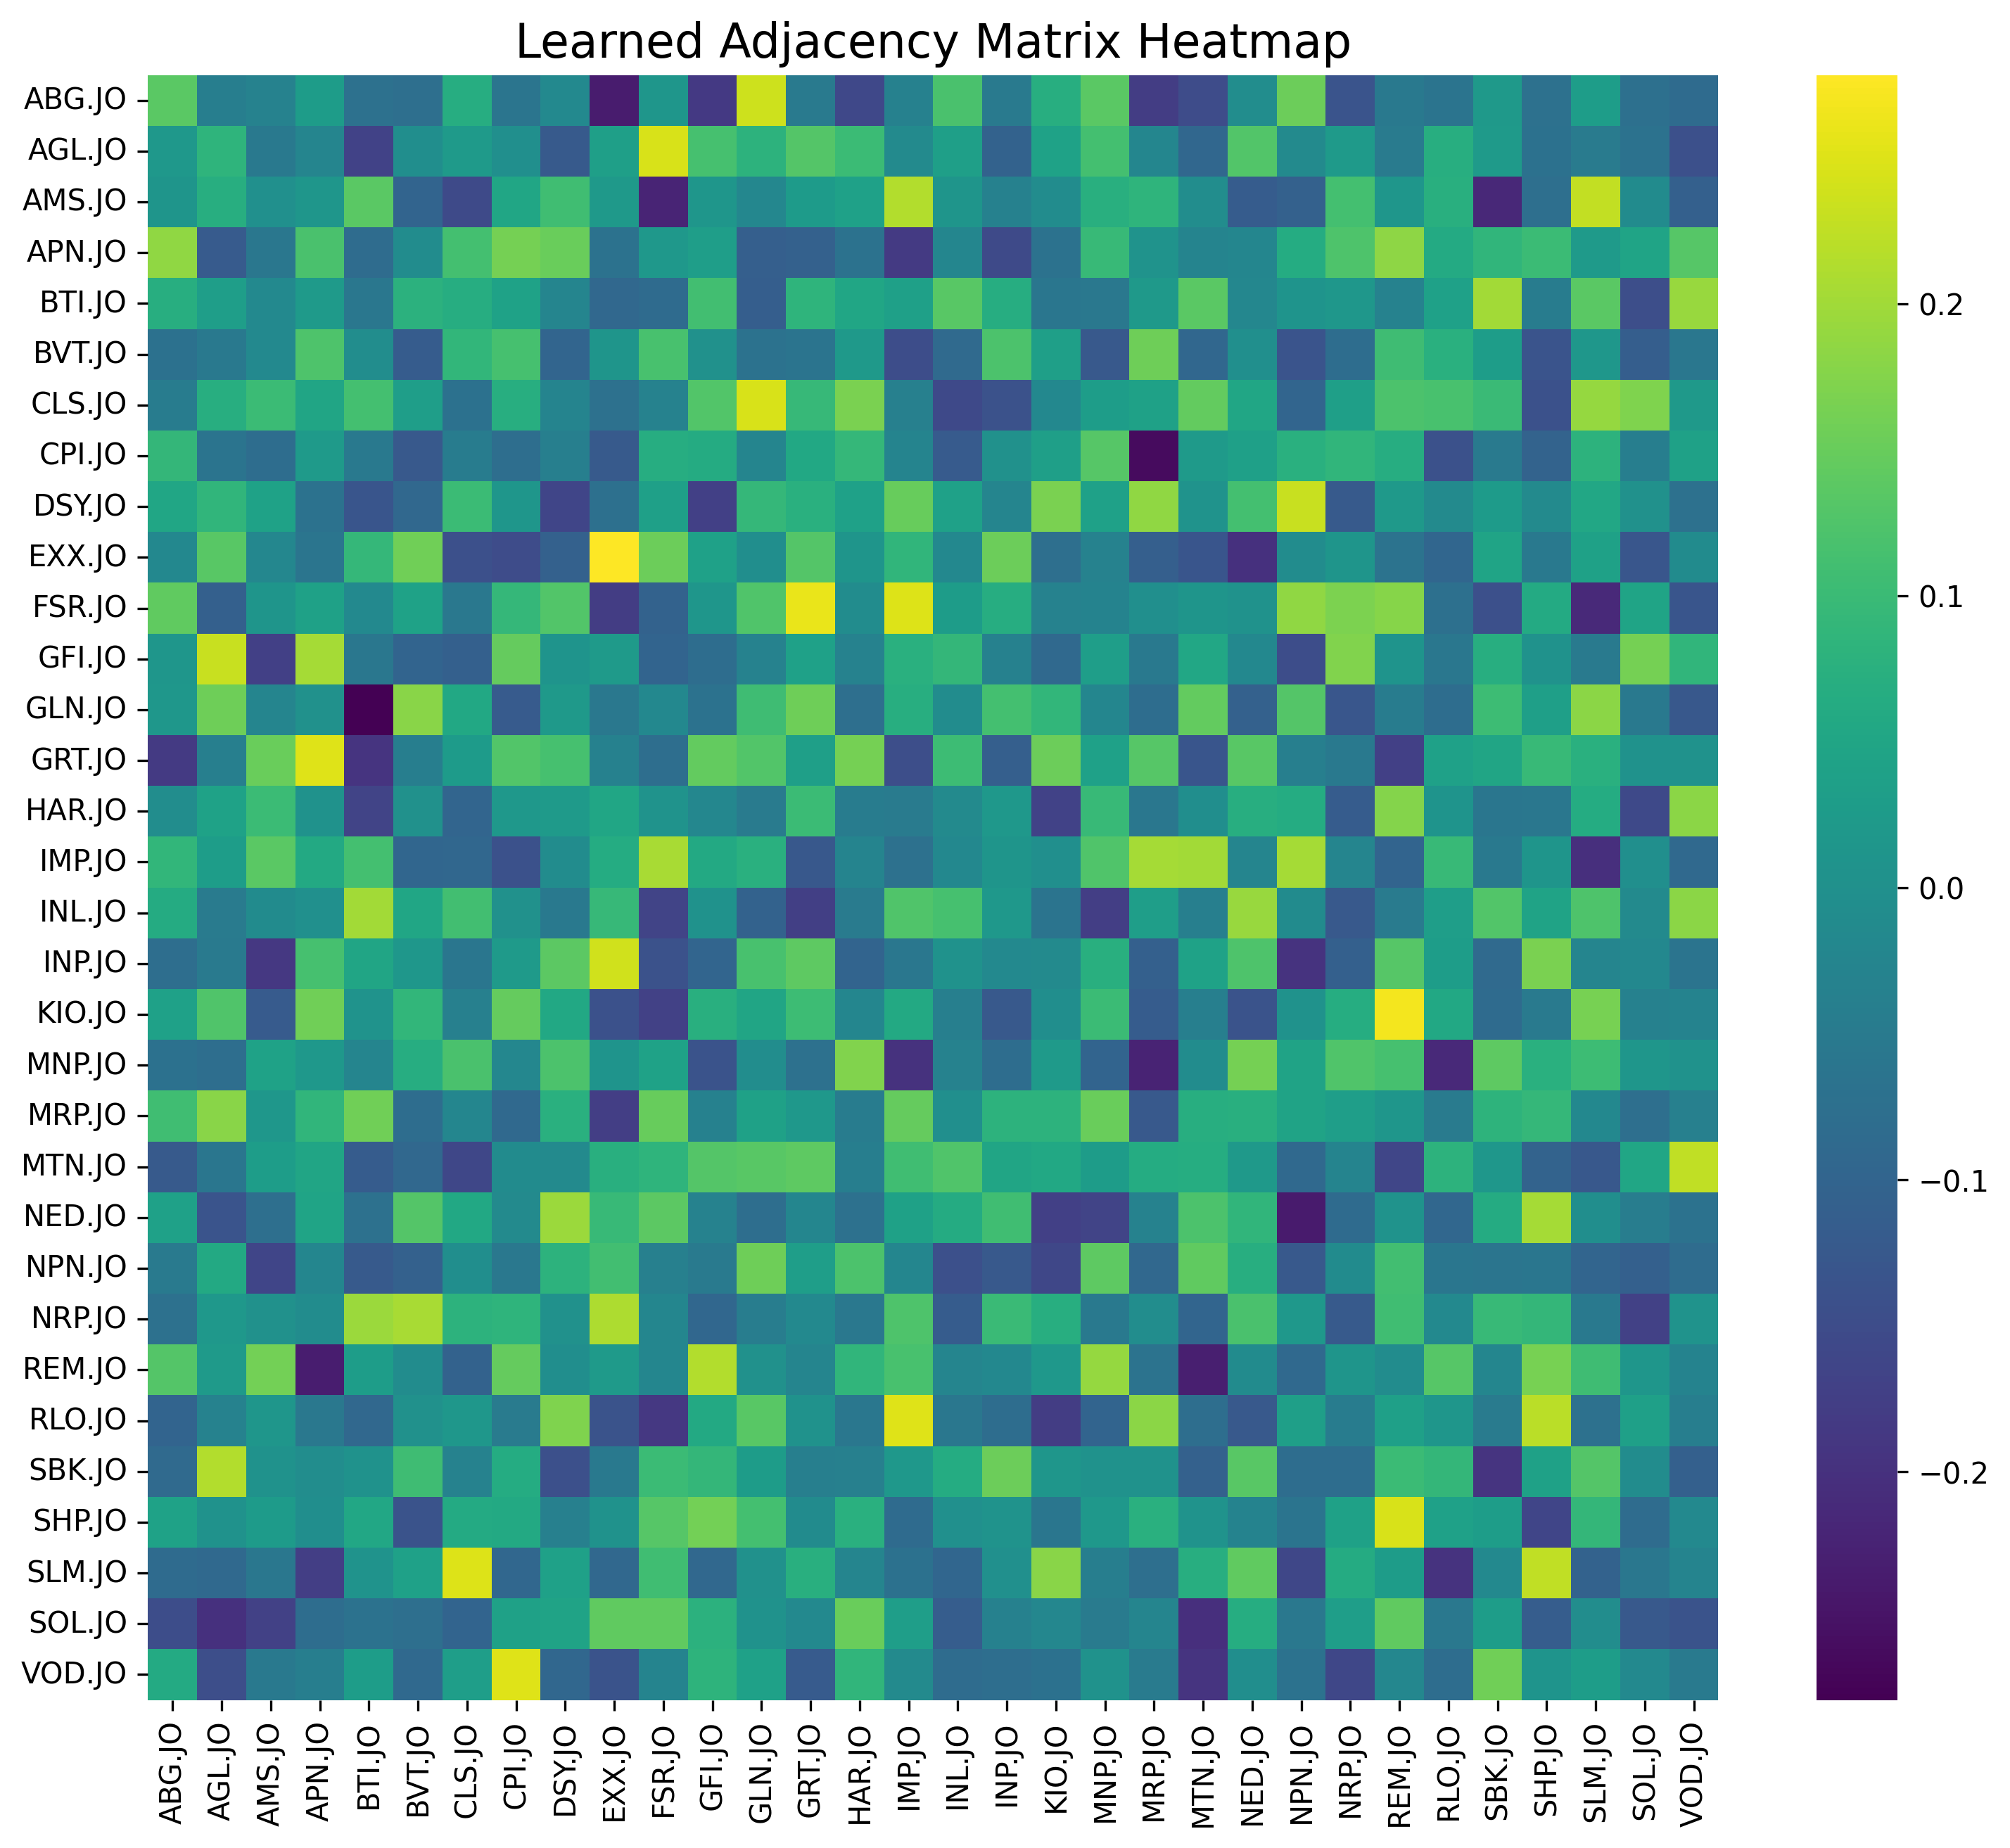 Learned Adjacency Matrix Heatmap
ABG.JO
AGL.JO
AMS.JO
APN.JO
BTI.JO
BVT.JO
CLS.JO
CPI.JO
DSY.JO
EXX.JO
FSR.JO
GFI.JO
GLN.JO
GRT.JO
HAR.JO
IMP.JO
INL.JO
INP.JO
KIO.JO
MNP.JO
MRP.JO
MTN.JO
NED.JO
NPN.JO
NRP.JO
REM.JO
RLO.JO
SBK.JO
SHP.JO
SLM.JO
SOL.JO
VOD.JO
ABG.JO
AGL.JO
AMS.JO
APN.JO
BTI.JO
BVT.JO
CLS.JO
CPI.JO
DSY.JO
EXX.JO
FSR.JO
GFI.JO
GLN.JO
GRT.JO
HAR.JO
IMP.JO
INL.JO
INP.JO
KIO.JO
MNP.JO
MRP.JO
MTN.JO
NED.JO
NPN.JO
NRP.JO
REM.JO
RLO.JO
SBK.JO
SHP.JO
SLM.JO
SOL.JO
VOD.JO
0.2
0.1
0.0
−0.1
−0.2